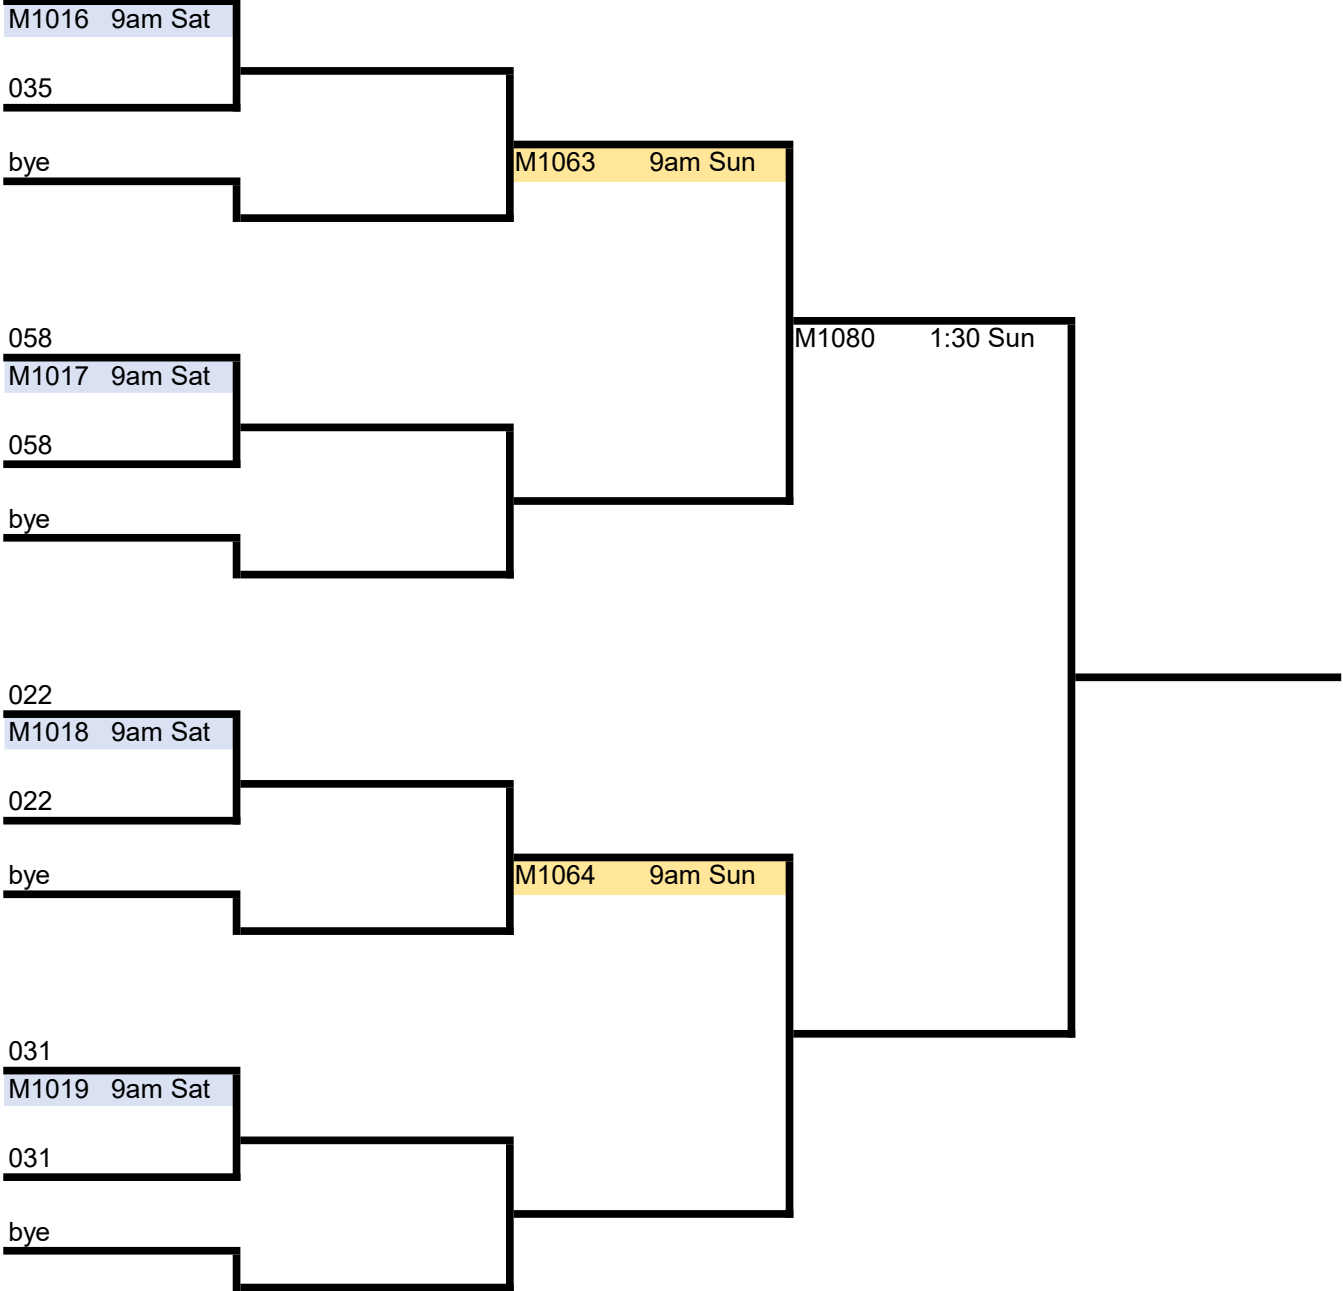 M1016 9am Sat
035
bye
M1063 9am Sun
058
M1080 1:30 Sun
M1017 9am Sat
058
bye
022
M1018 9am Sat
022
bye
M1064 9am Sun
031
M1019 9am Sat
031
bye